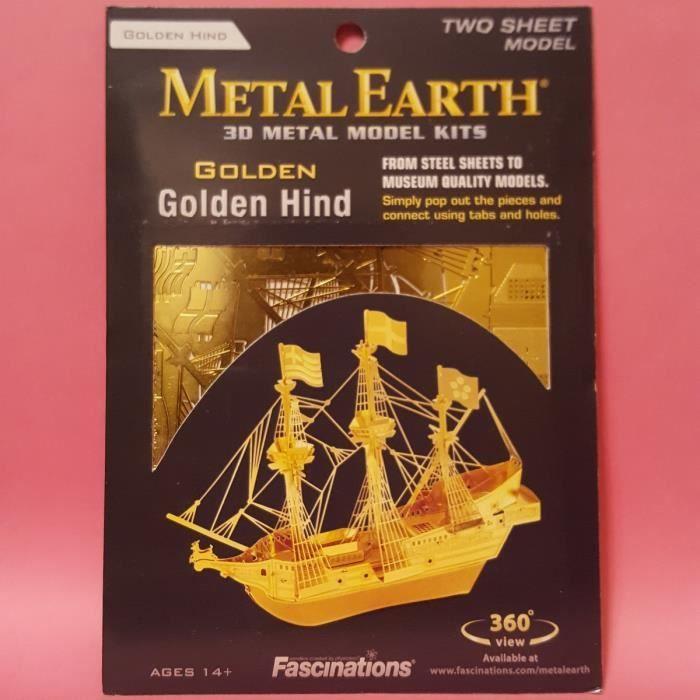 GOLDEN HIND
TWO SHEET
MODEL
METAL EARTH®
3D METAL MODEL KITS
GOLDEN
Golden Hind
FROM STEEL SHEETS TO
MUSEUM QUALITY MODELS.
Simply pop out the pieces and
connect using tabs and holes.
360°
view
Available at
www.fascinations.com/metalearth
AGES 14+
Fascinations®